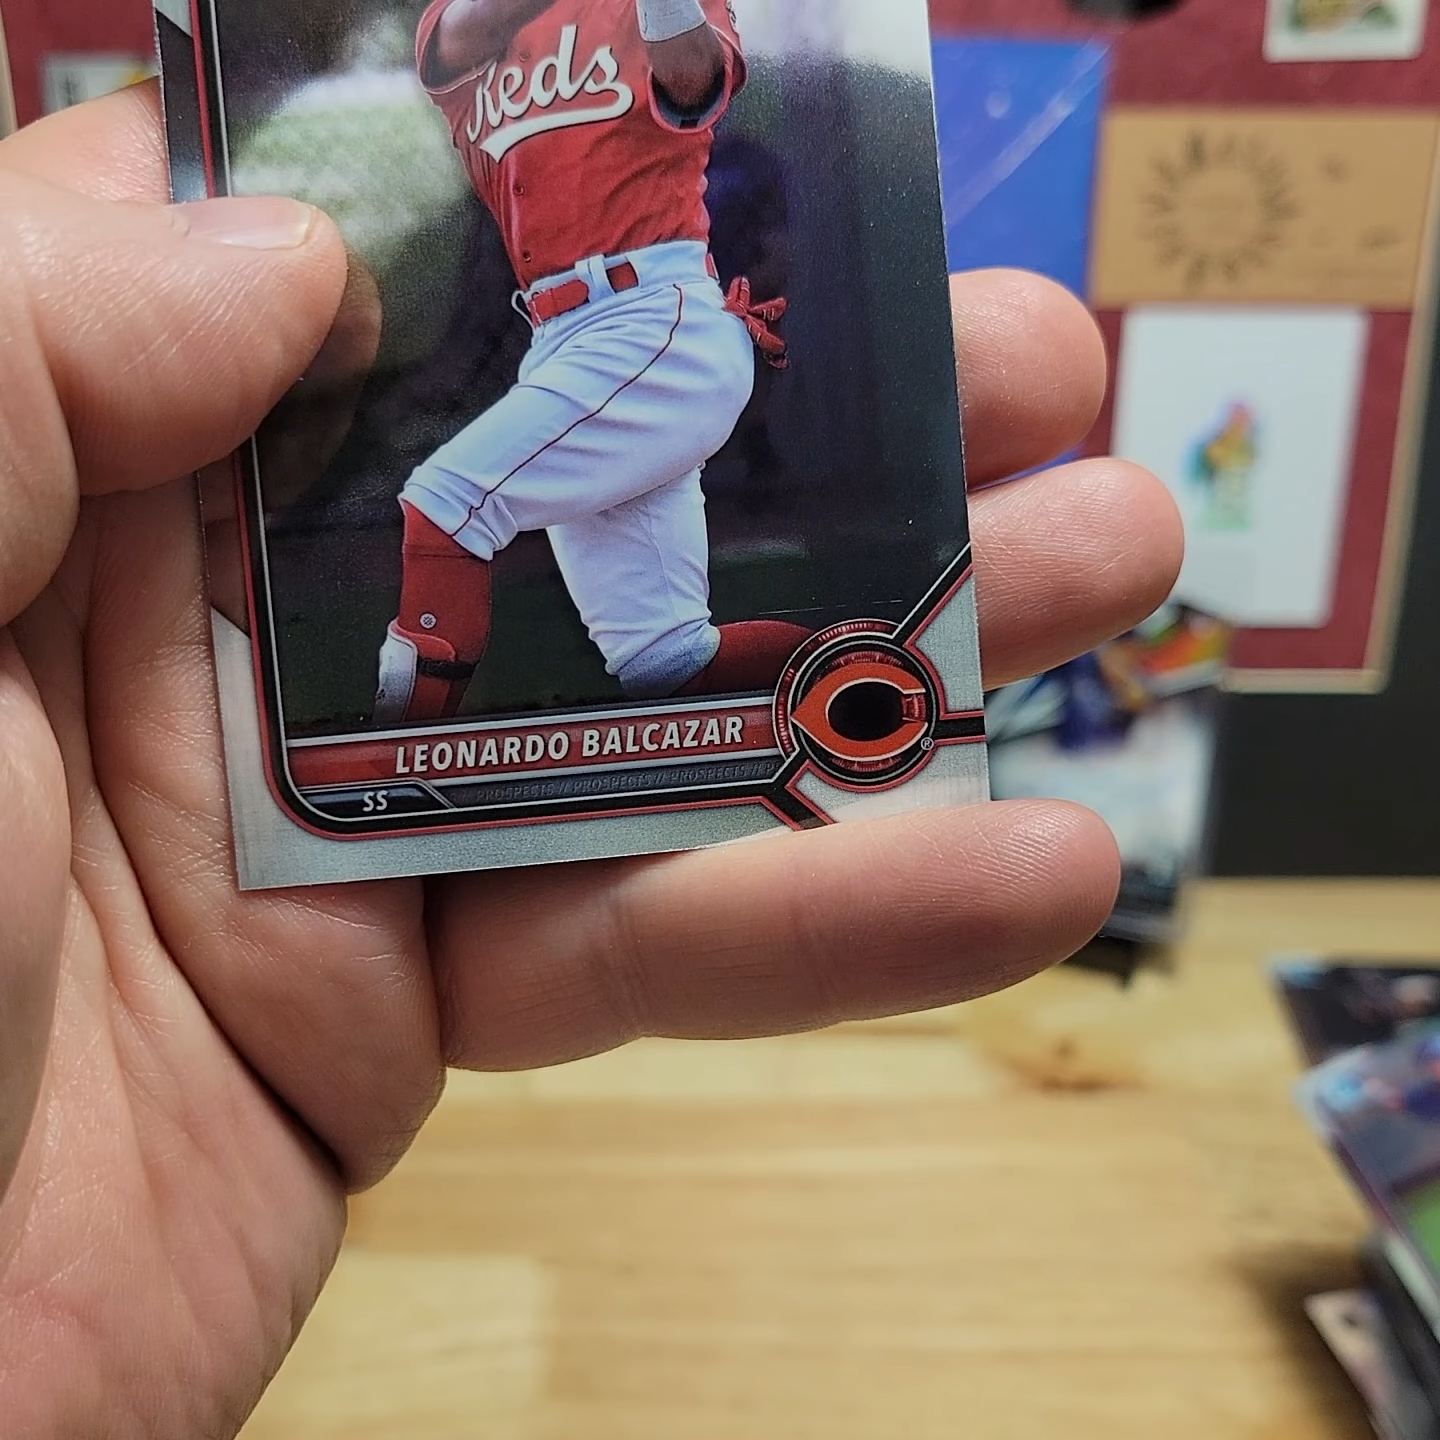 Reds
LEONARDO BALCAZAR
SS
PROSPECTS // PROSPECTS // PROSPECTS // P
®